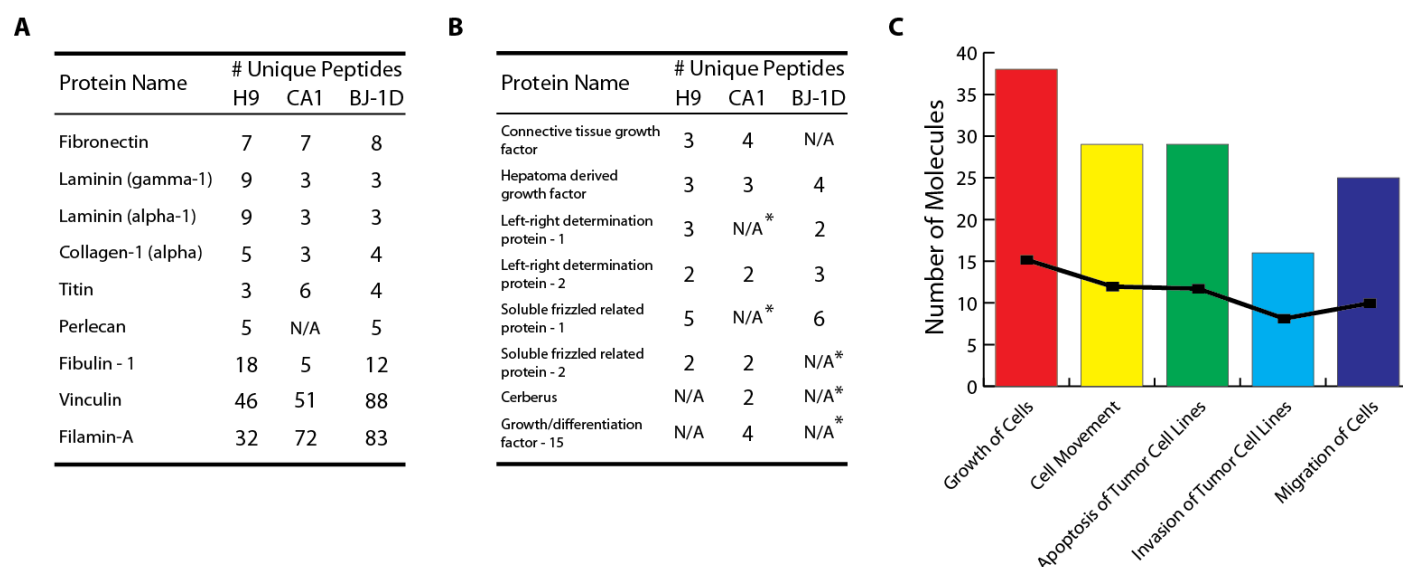 A
Protein Name
# Unique Peptides
H9 CA1 BJ-1D
Fibronectin 7 7 8
Laminin (gamma-1) 9 3 3
Laminin (alpha-1) 9 3 3
Collagen-1 (alpha) 5 3 4
Titin 3 6 4
Perlecan 5 N/A 5
Fibulin - 1 18 5 12
Vinculin 46 51 88
Filamin-A 32 72 83
B
Protein Name
# Unique Peptides
H9 CA1 BJ-1D
Connective tissue growth
factor
3 4 N/A
Hepatoma derived
growth factor
3 3 4
Left-right determination
protein - 1
3 N/A* 2
Left-right determination
protein - 2
2 2 3
Soluble frizzled related
protein - 1
5 N/A* 6
Soluble frizzled related
protein - 2
2 2 N/A*
Cerberus N/A 2 N/A*
Growth/differentiation
factor - 15
N/A 4 N/A*
C
Number of Molecules
40
35
30
25
20
15
10
5
0
Growth of Cells
Cell Movement
Apoptosis of Tumor Cell Lines
Invasion of Tumor Cell Lines
Migration of Cells